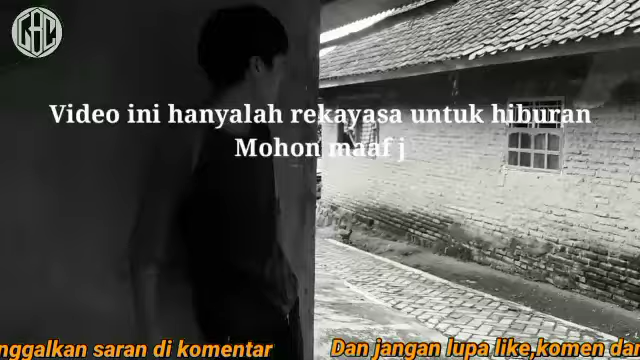 Video ini hanyalah rekayasa untuk hiburan
Mohon maaf j
nggalkan saran di komentar
Dan jangan lupa like,komen dan